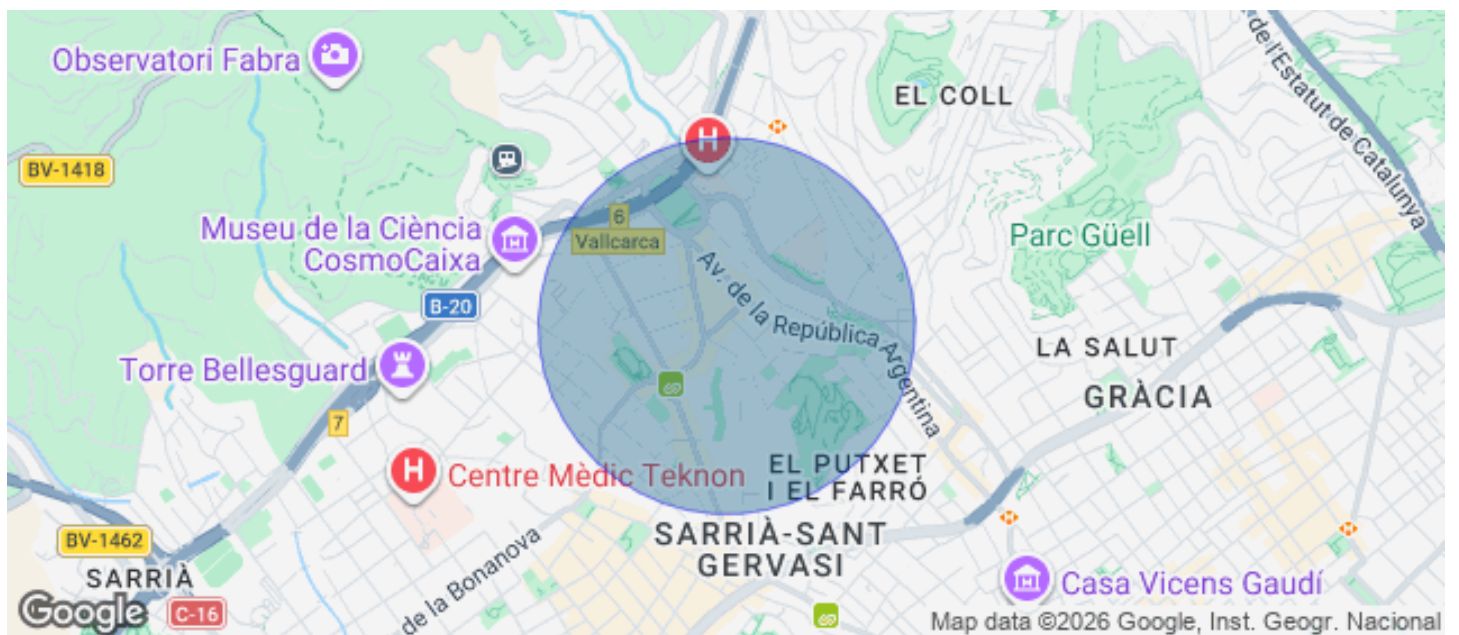 Observatori Fabra
EL COLL
de l'Estatut de Catalunya
H
BV-1418
Museu de la Ciència
CosmoCaixa
6
Vallcarca
Parc Güell
Av. de la República Argentina
B-20
LA SALUT
Torre Bellesguard
GRÀCIA
7
H
Centre Mèdic Teknon
EL PUTXET
I EL FARRÓ
BV-1462
SARRIÀ-SANT
GERVASI
de la Bonanova
SARRIÀ
Casa Vicens Gaudí
Google
C-16
Map data ©2026 Google, Inst. Geogr. Nacional